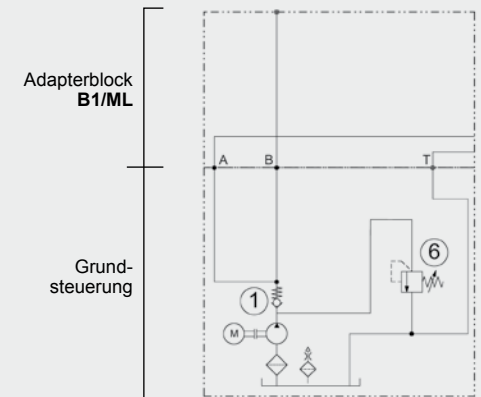 Adapterblock
B1/ML
A B T
Grund-
steuerung
6
1
M